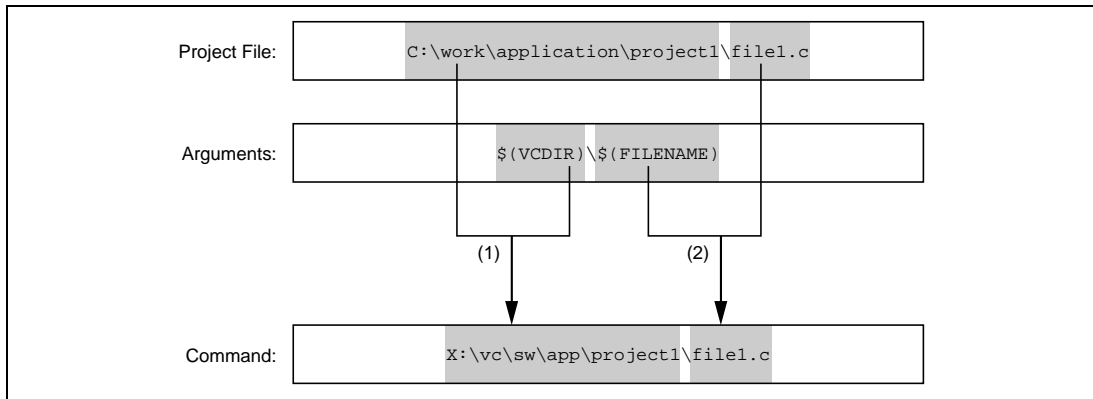 Project File: C:\work\application\project1\file1.c
Arguments: $(VCDIR)\$(FILENAME)
(1) (2)
Command: X:\vc\sw\app\project1\file1.c